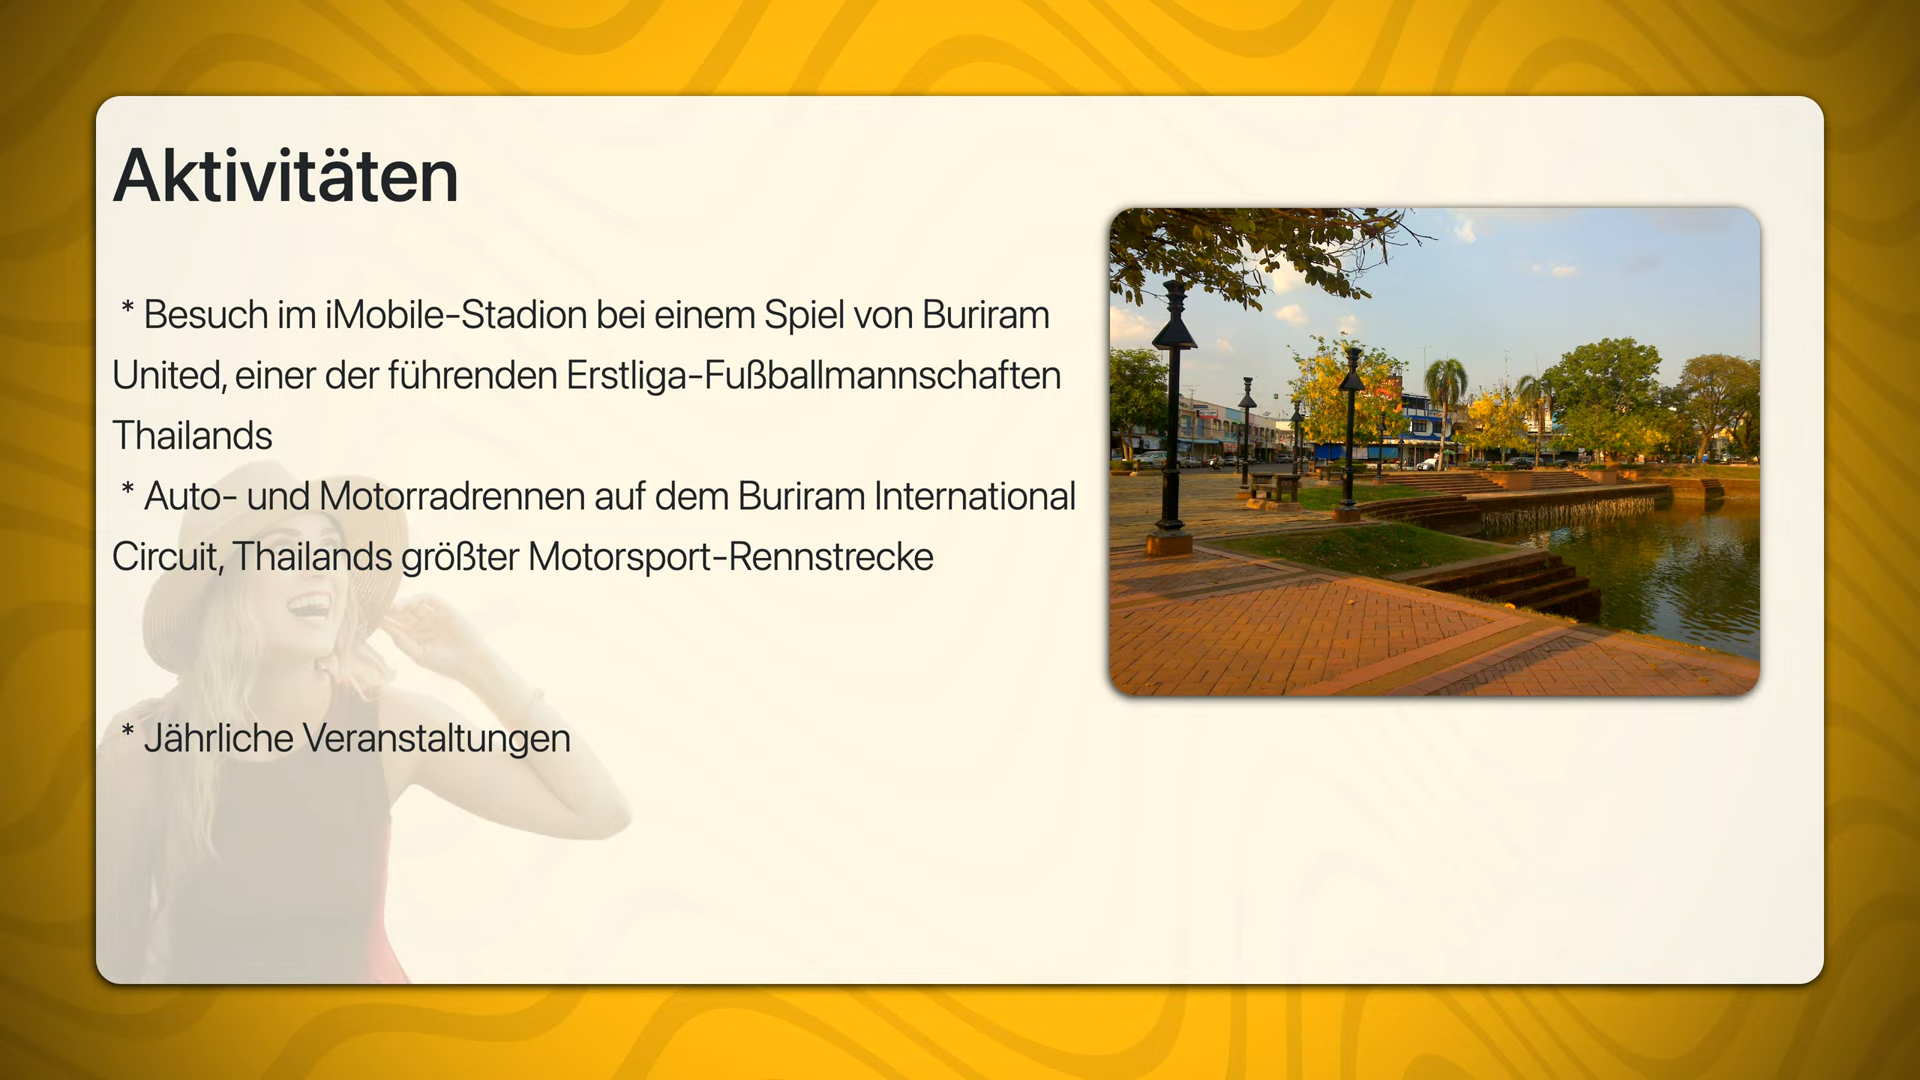 Aktivitäten
* Besuch im iMobile-Stadion bei einem Spiel von Buriram
United, einer der führenden Erstliga-Fußballmannschaften
Thailands
* Auto- und Motorradrennen auf dem Buriram International
Circuit, Thailands größter Motorsport-Rennstrecke
* Jährliche Veranstaltungen